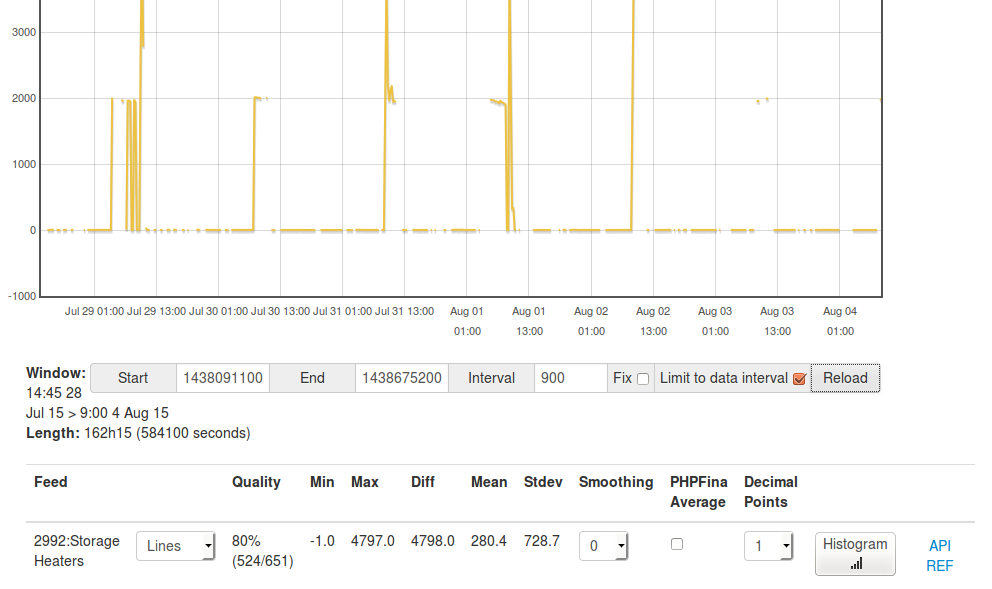 3000
2000
1000
0
-1000
Jul 29 01:00 Jul 29 13:00 Jul 30 01:00 Jul 30 13:00 Jul 31 01:00 Jul 31 13:00 Aug 01 Aug 01 Aug 02 Aug 02 Aug 03 Aug 03 Aug 04
01:00 13:00 01:00 13:00 01:00 13:00 01:00
Window: Start 1438091100 End 1438675200 Interval 900 Fix Limit to data interval Reload
14:45 28
Jul 15 > 9:00 4 Aug 15
Length: 162h15 (584100 seconds)
Feed Quality Min Max Diff Mean Stdev Smoothing PHPFina Decimal
Average Points
2992:Storage Lines 80% -1.0 4797.0 4798.0 280.4 728.7 0 1 Histogram API
Heaters (524/651) REF